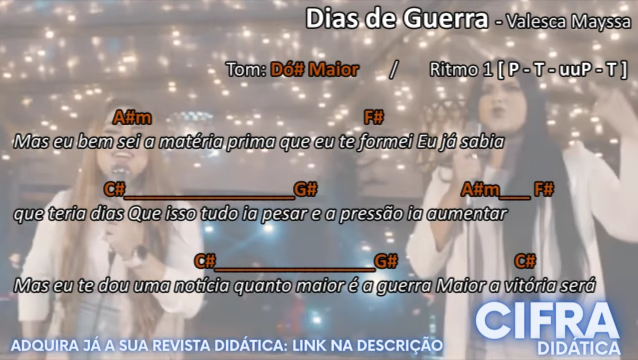 Dias de Guerra - Valesca Mayssa
Tom: Dó# Maior / Ritmo 1 [ P - T - uuP - T ]
A#m F#
Mas eu bem sei a matéria prima que eu te formei Eu já sabia
C#____________________G# A#m___ F#
que teria dias Que isso tudo ia pesar e a pressão ia aumentar
C#___________________G# C#
Mas eu te dou uma notícia quanto maior é a guerra Maior a vitória será
CIFRA
DIDÁTICA
ADQUIRA JÁ A SUA REVISTA DIDÁTICA: LINK NA DESCRIÇÃO